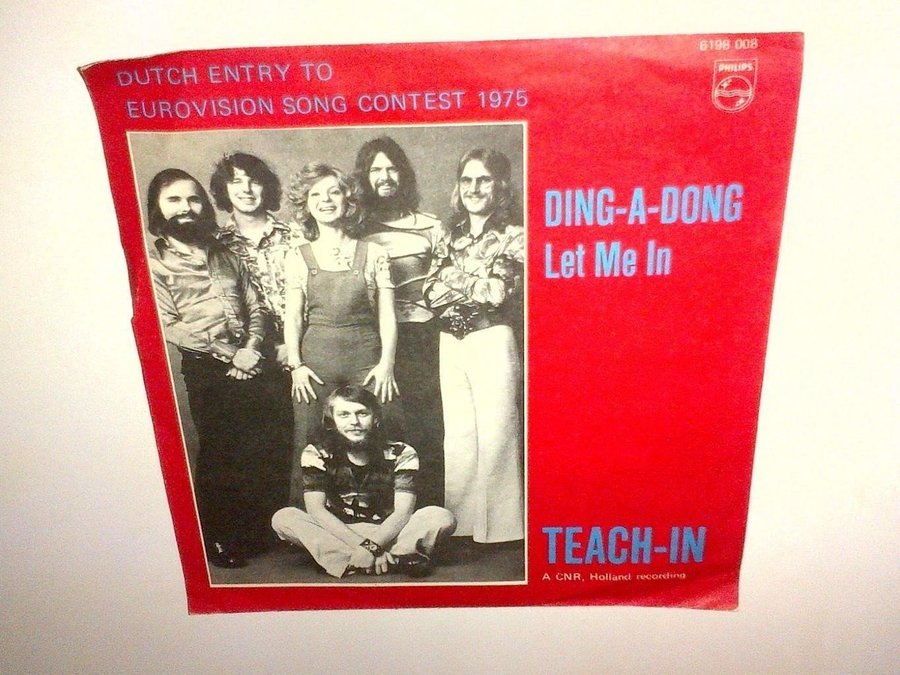 DUTCH ENTRY TO
EUROVISION SONG CONTEST 1975
6198 008
PHILIPS
DING-A-DONG
Let Me In
TEACH-IN
A CNR, Holland recording